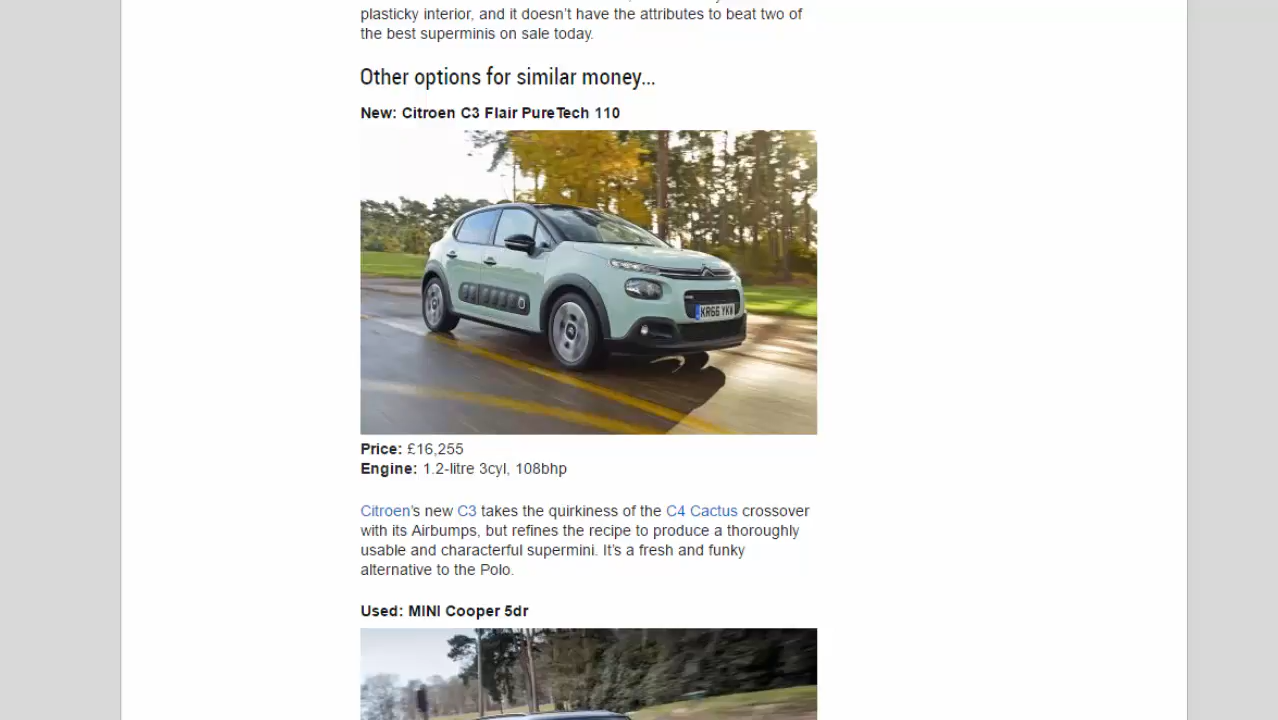 plasticky interior, and it doesn’t have the attributes to beat two of
the best superminis on sale today.
Other options for similar money...
New: Citroen C3 Flair PureTech 110
KR66 YKW
Price: £16,255
Engine: 1.2-litre 3cyl, 108bhp
Citroen’s new C3 takes the quirkiness of the C4 Cactus crossover
with its Airbumps, but refines the recipe to produce a thoroughly
usable and characterful supermini. It’s a fresh and funky
alternative to the Polo.
Used: MINI Cooper 5dr